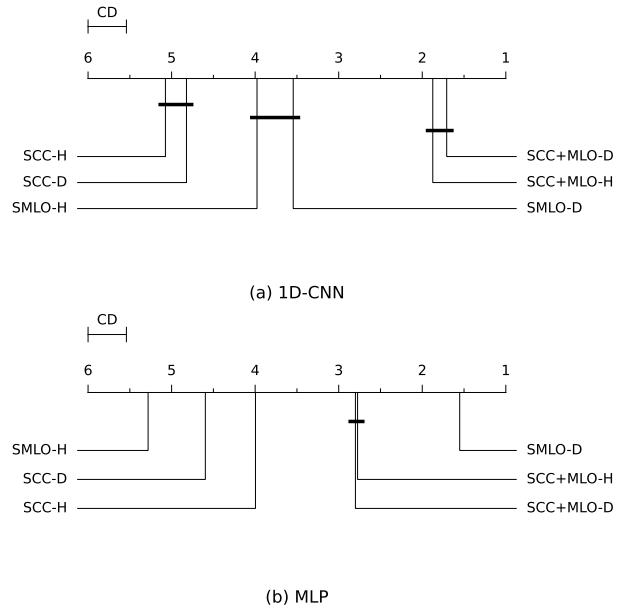 CD
6 5 4 3 2 1
SCC-H SCC+MLO-D
SCC-D SCC+MLO-H
SMLO-H SMLO-D
(a) 1D-CNN
CD
6 5 4 3 2 1
SMLO-H SMLO-D
SCC-D SCC+MLO-H
SCC-H SCC+MLO-D
(b) MLP